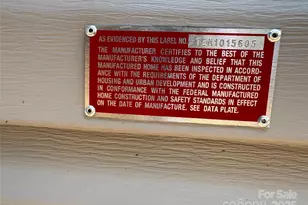 AS EVIDENCED BY THIS LABEL NO
THE MANUFACTURER CERTIFIES TO THE BEST OF THE
MANUFACTURER'S KNOWLEDGE AND BELIEF THAT THIS
MANUFACTURED HOME HAS BEEN INSPECTED IN ACCORD-
ANCE WITH THE REQUIREMENTS OF THE DEPARTMENT OF
HOUSING AND URBAN DEVELOPMENT AND IS CONSTRUCTED
IN CONFORMANCE WITH THE FEDERAL MANUFACTURED
HOME CONSTRUCTION AND SAFETY STANDARDS IN EFFECT
ON THE DATE OF MANUFACTURE. SEE DATA PLATE.
For Sale